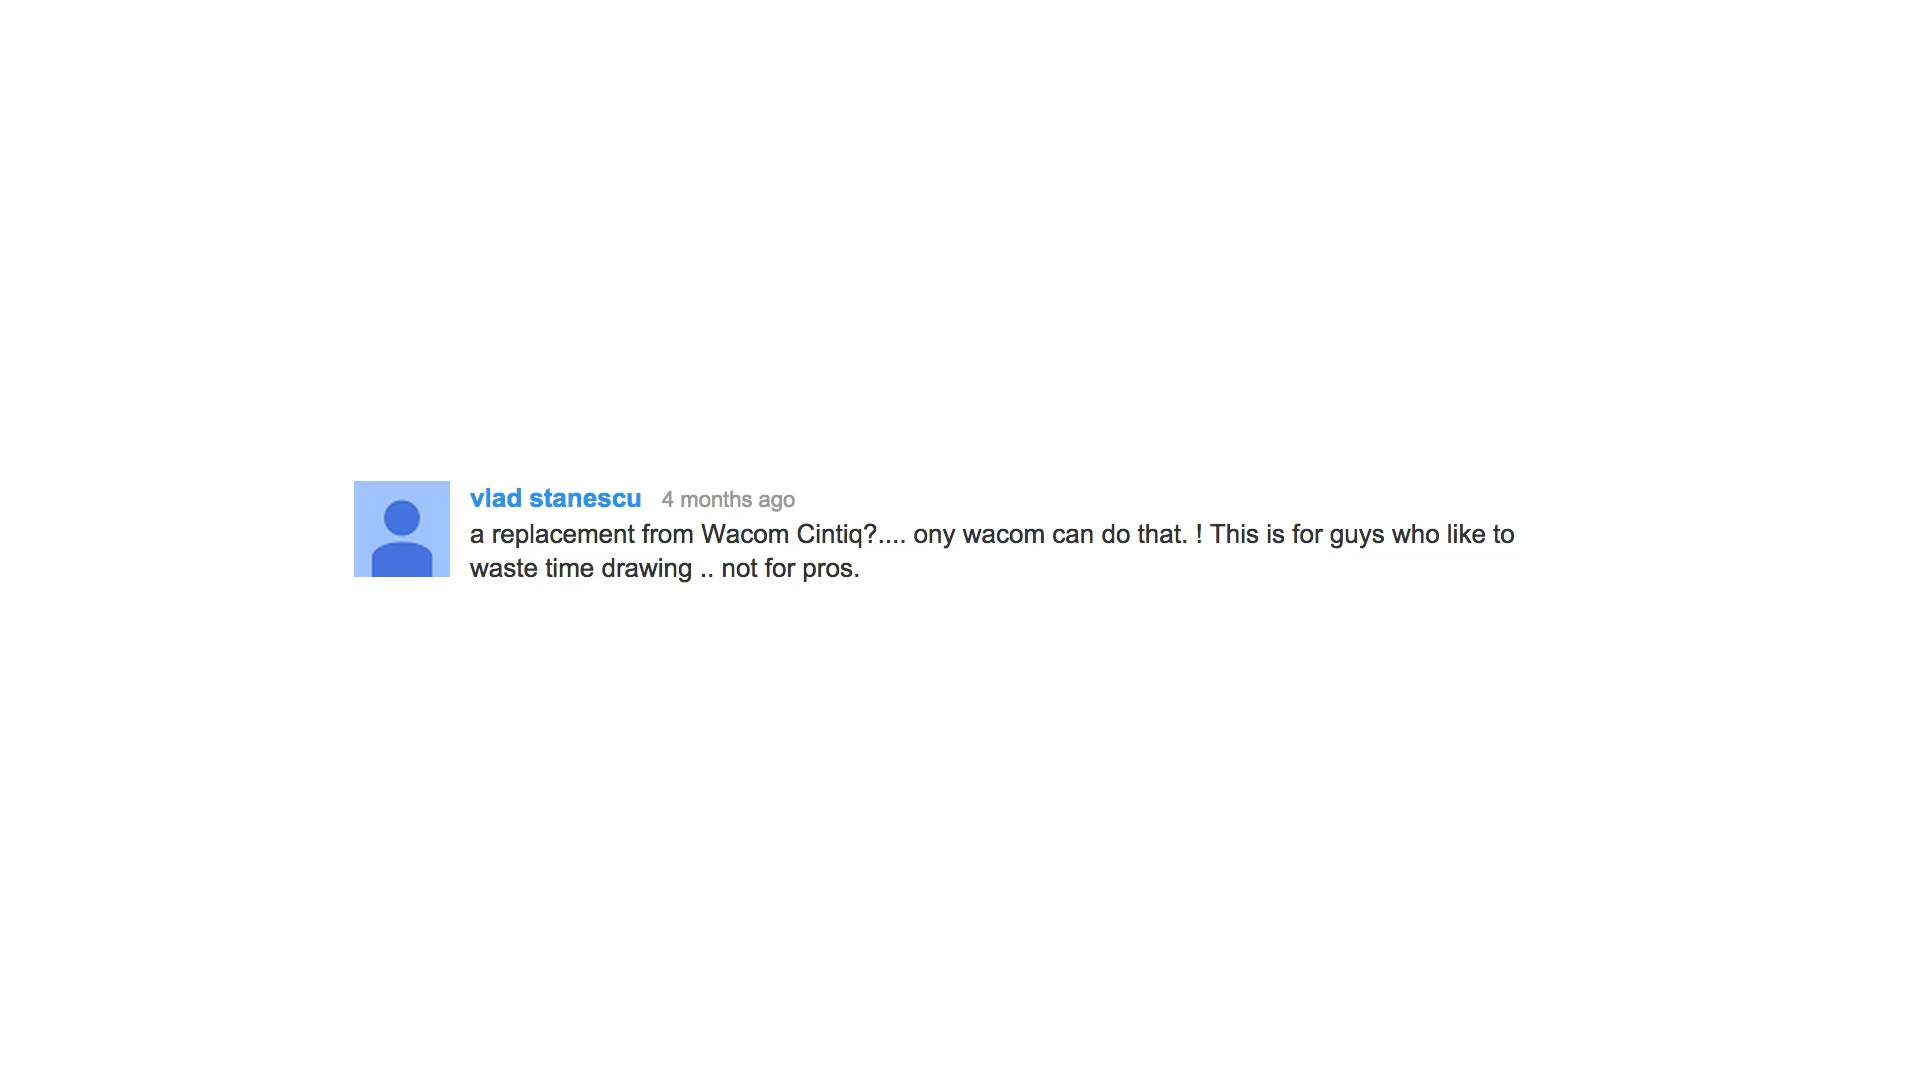 vlad stanescu 4 months ago
a replacement from Wacom Cintiq?.... ony wacom can do that. ! This is for guys who like to
waste time drawing .. not for pros.